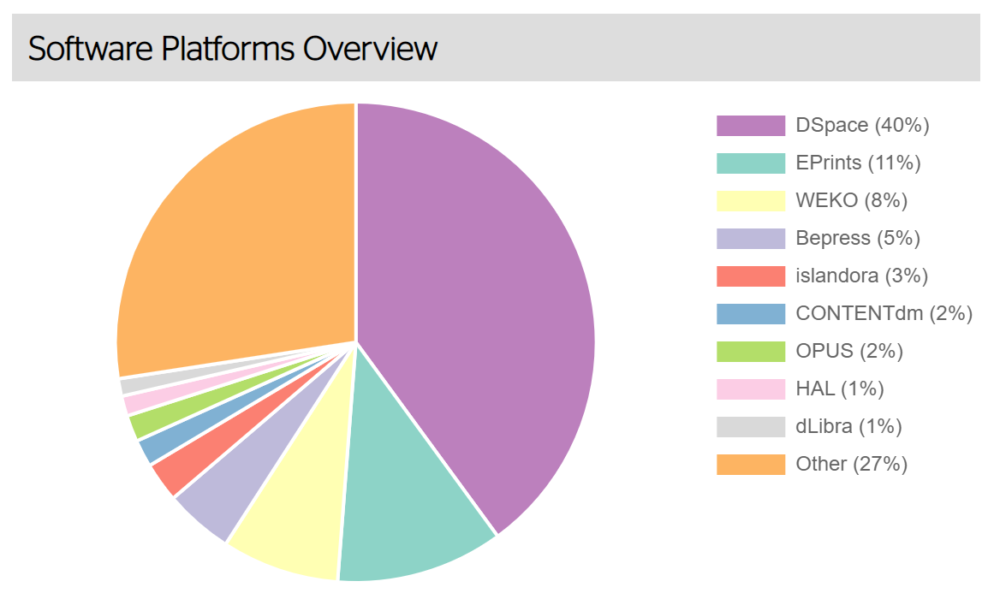 Software Platforms Overview
DSpace (40%)
EPrints (11%)
WEKO (8%)
Bepress (5%)
islandora (3%)
CONTENTdm (2%)
OPUS (2%)
HAL (1%)
dLibra (1%)
Other (27%)